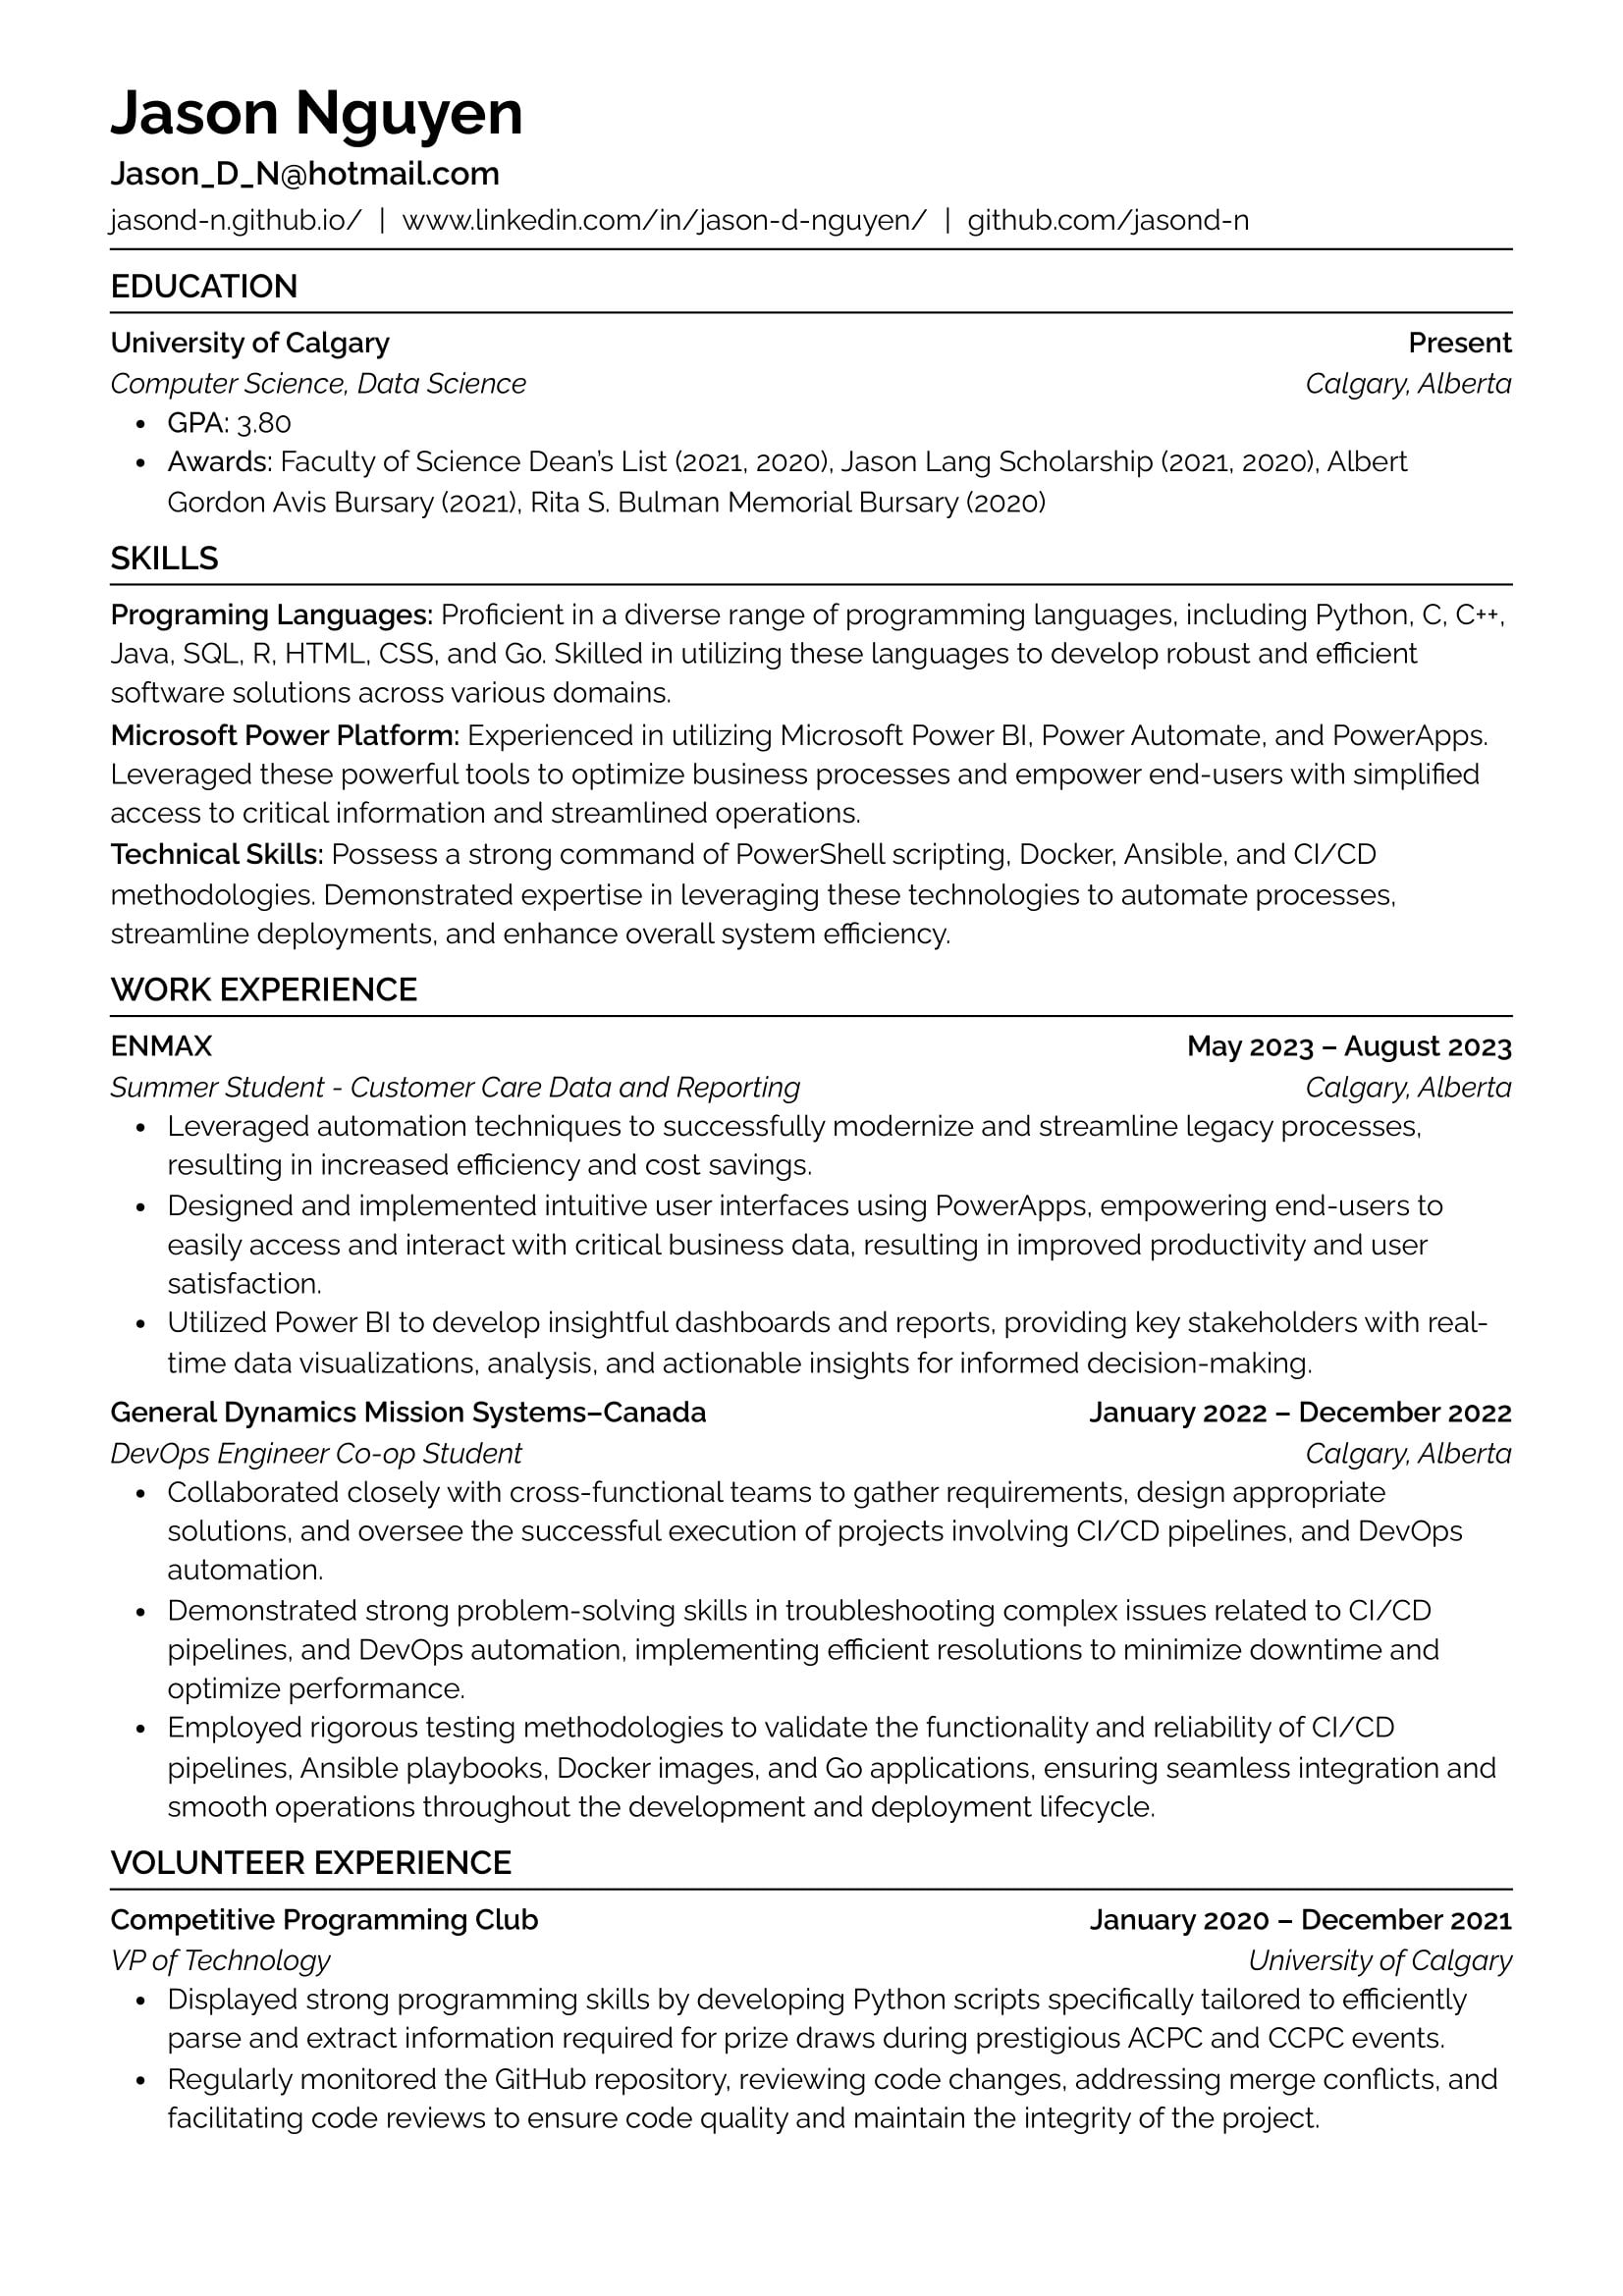 Jason Nguyen
Jason_D_N@hotmail.com
jasond-n.github.io/ | www.linkedin.com/in/jason-d-nguyen/ | github.com/jasond-n
EDUCATION
University of Calgary Present
Computer Science, Data Science Calgary, Alberta
• GPA: 3.80
• Awards: Faculty of Science Dean’s List (2021, 2020), Jason Lang Scholarship (2021, 2020), Albert
Gordon Avis Bursary (2021), Rita S. Bulman Memorial Bursary (2020)
SKILLS
Programing Languages: Proficient in a diverse range of programming languages, including Python, C, C++,
Java, SQL, R, HTML, CSS, and Go. Skilled in utilizing these languages to develop robust and efficient
software solutions across various domains.
Microsoft Power Platform: Experienced in utilizing Microsoft Power BI, Power Automate, and PowerApps.
Leveraged these powerful tools to optimize business processes and empower end-users with simplified
access to critical information and streamlined operations.
Technical Skills: Possess a strong command of PowerShell scripting, Docker, Ansible, and CI/CD
methodologies. Demonstrated expertise in leveraging these technologies to automate processes,
streamline deployments, and enhance overall system efficiency.
WORK EXPERIENCE
ENMAX May 2023 – August 2023
Summer Student - Customer Care Data and Reporting Calgary, Alberta
• Leveraged automation techniques to successfully modernize and streamline legacy processes,
resulting in increased efficiency and cost savings.
• Designed and implemented intuitive user interfaces using PowerApps, empowering end-users to
easily access and interact with critical business data, resulting in improved productivity and user
satisfaction.
• Utilized Power BI to develop insightful dashboards and reports, providing key stakeholders with real-
time data visualizations, analysis, and actionable insights for informed decision-making.
General Dynamics Mission Systems–Canada January 2022 – December 2022
DevOps Engineer Co-op Student Calgary, Alberta
• Collaborated closely with cross-functional teams to gather requirements, design appropriate
solutions, and oversee the successful execution of projects involving CI/CD pipelines, and DevOps
automation.
• Demonstrated strong problem-solving skills in troubleshooting complex issues related to CI/CD
pipelines, and DevOps automation, implementing efficient resolutions to minimize downtime and
optimize performance.
• Employed rigorous testing methodologies to validate the functionality and reliability of CI/CD
pipelines, Ansible playbooks, Docker images, and Go applications, ensuring seamless integration and
smooth operations throughout the development and deployment lifecycle.
VOLUNTEER EXPERIENCE
Competitive Programming Club January 2020 – December 2021
VP of Technology University of Calgary
• Displayed strong programming skills by developing Python scripts specifically tailored to efficiently
parse and extract information required for prize draws during prestigious ACPC and CCPC events.
• Regularly monitored the GitHub repository, reviewing code changes, addressing merge conflicts, and
facilitating code reviews to ensure code quality and maintain the integrity of the project.